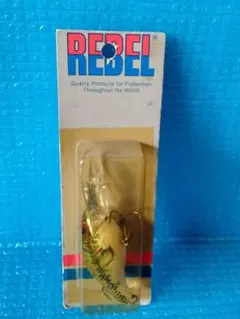 REBEL
Quality Products for Fishermen
Throughout the World